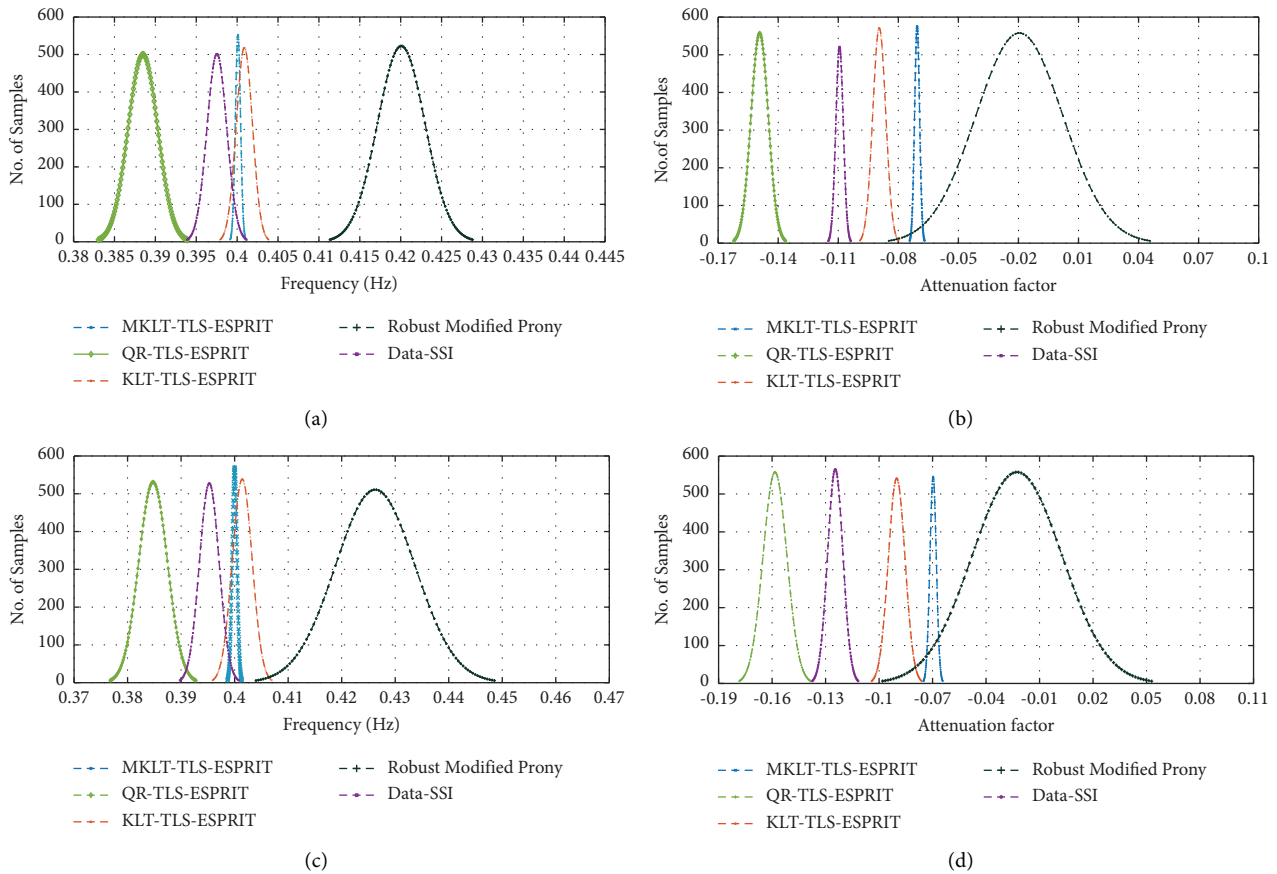 600
500
400
300
200
100
0
No. of Samples
0.38 0.385 0.39 0.395 0.4 0.405 0.41 0.415 0.42 0.425 0.43 0.435 0.44 0.445
Frequency (Hz)
MKLT-TLS-ESPRIT
QR-TLS-ESPRIT
KLT-TLS-ESPRIT
Robust Modified Prony
Data-SSI
(a)
600
500
400
300
200
100
0
No.of Samples
-0.17 -0.14 -0.11 -0.08 -0.05 -0.02 0.01 0.04 0.07 0.1
Attenuation factor
MKLT-TLS-ESPRIT
QR-TLS-ESPRIT
KLT-TLS-ESPRIT
Robust Modified Prony
Data-SSI
(b)
600
500
400
300
200
100
0
No. of Samples
0.37 0.38 0.39 0.4 0.41 0.42 0.43 0.44 0.45 0.46 0.47
Frequency (Hz)
MKLT-TLS-ESPRIT
QR-TLS-ESPRIT
KLT-TLS-ESPRIT
Robust Modified Prony
Data-SSI
(c)
600
500
400
300
200
100
0
No. of Samples
-0.19 -0.16 -0.13 -0.1 -0.07 -0.04 -0.01 0.02 0.05 0.08 0.11
Attenuation factor
MKLT-TLS-ESPRIT
QR-TLS-ESPRIT
KLT-TLS-ESPRIT
Robust Modified Prony
Data-SSI
(d)